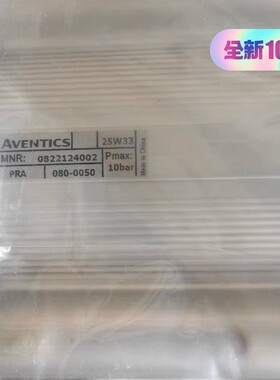 全新10
AVENTICS 25W33
MNR: 0822124002 Pmax:
PRA 080-0050 10bar
Made in China